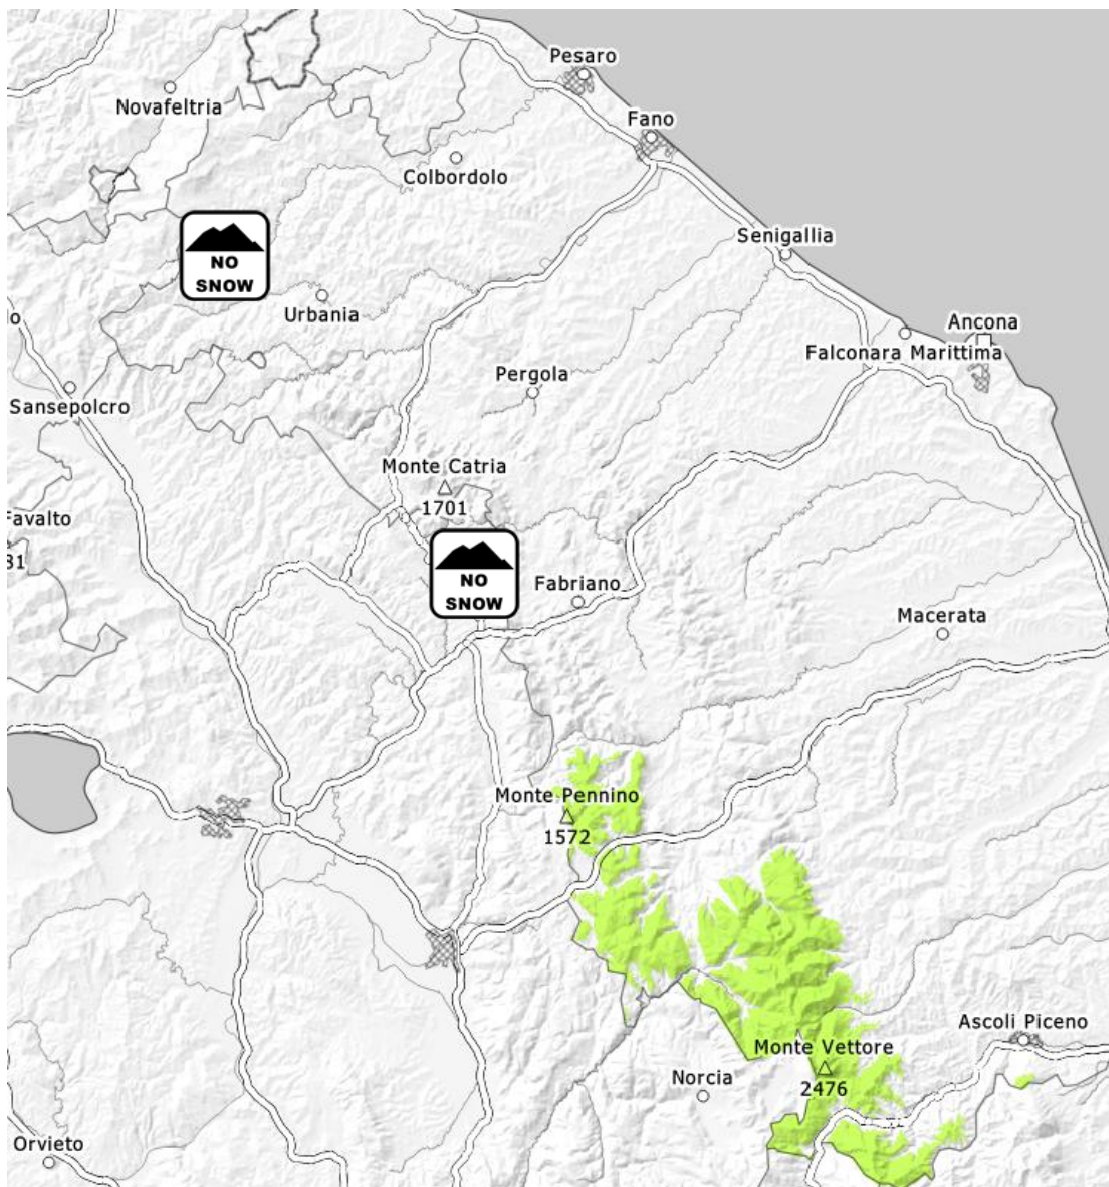 Pesaro
Novafeltria
Fano
Colbordolo
Senigallia
NO
SNOW
Urbania
Ancona
o
Falconara Marittima
Pergola
Sansepolcro
Monte Catria
1701
Favalto
31
NO
SNOW
Fabriano
Macerata
Monte Pennino
1572
Ascoli Piceno
Monte Vettore
Norcia
2476
Orvieto